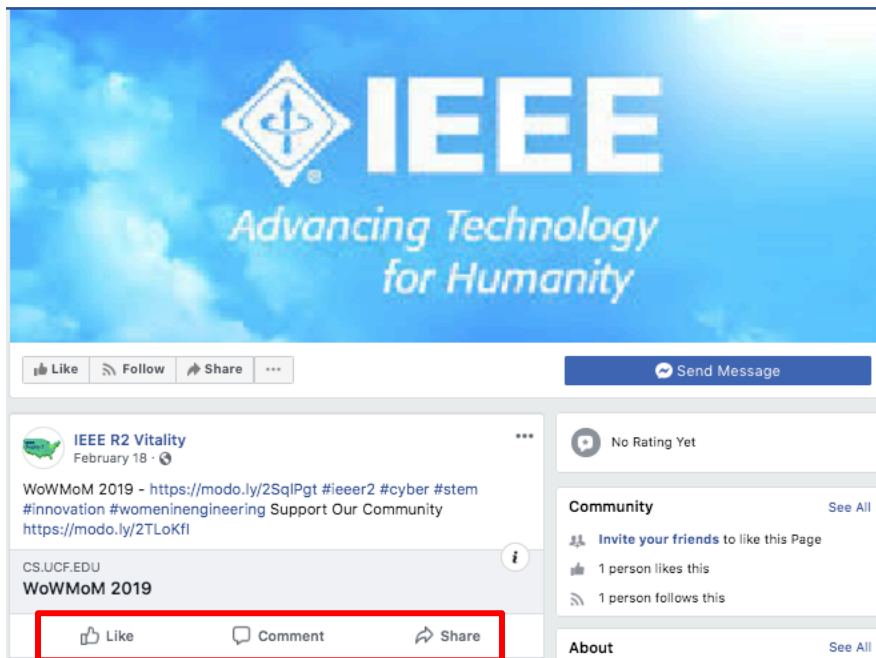 IEEE
Advancing Technology
for Humanity
Like Follow Share ...
Send Message
IEEE R2 Vitality
February 18 ·
WoWMoM 2019 - https://modo.ly/2SqlPgt #ieeer2 #cyber #stem
#innovation #womeninengineering Support Our Community
https://modo.ly/2TLoKfl
CS.UCF.EDU
WoWMoM 2019
Like Comment Share
No Rating Yet
Community See All
Invite your friends to like this Page
1 person likes this
1 person follows this
About See All